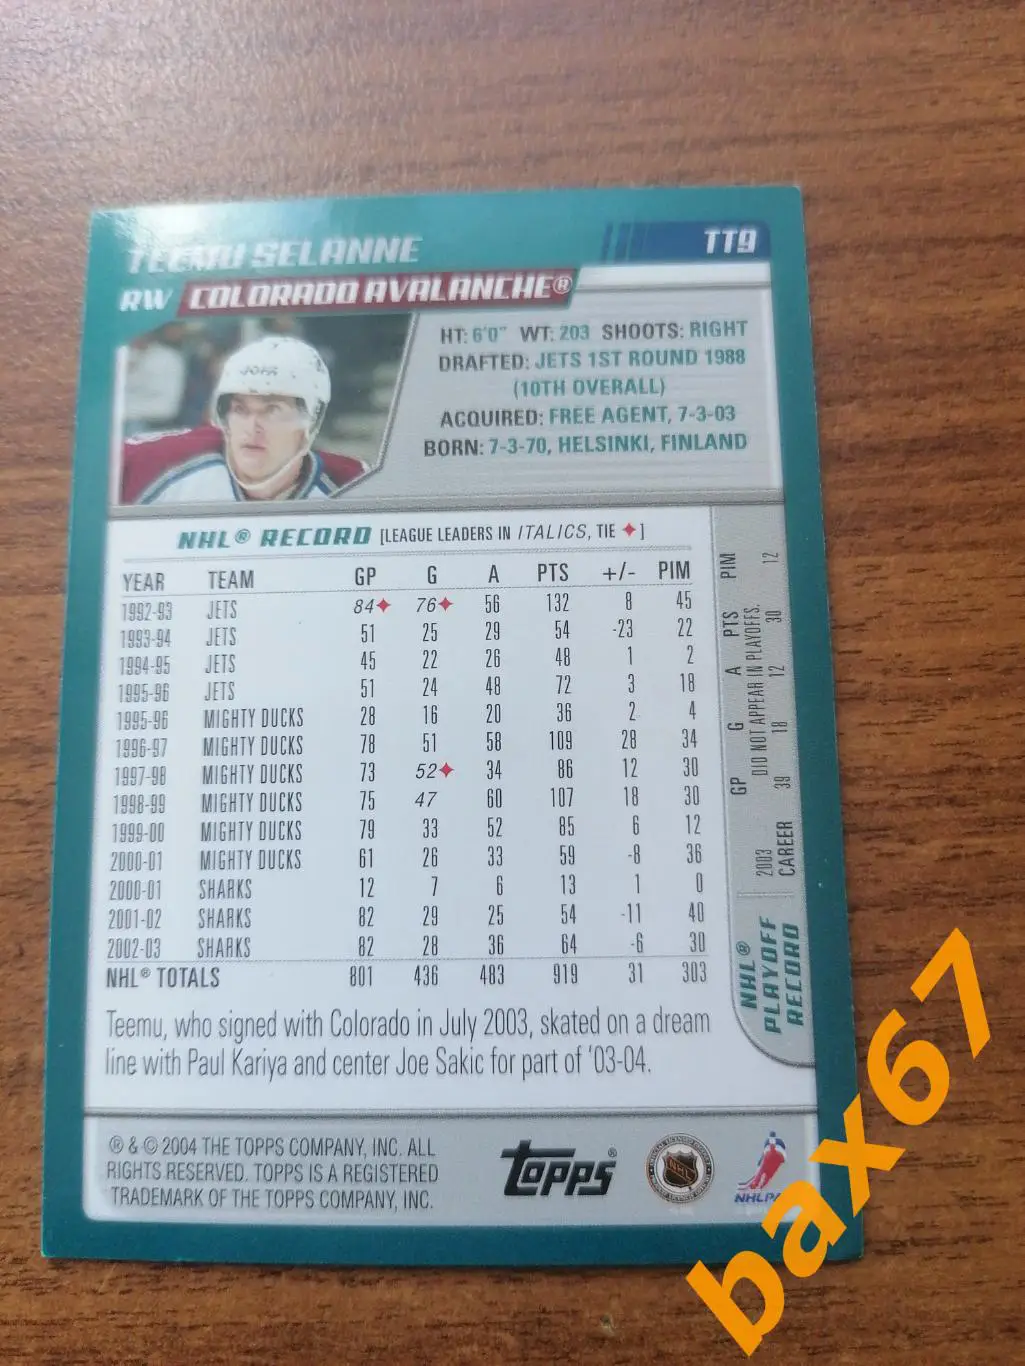 TEEMU SELANNE
TT9
RW COLORADO AVALANCHE®
JOFA
HT: 6'0" WT: 203 SHOOTS: RIGHT
DRAFTED: JETS 1ST ROUND 1988
(10TH OVERALL)
ACQUIRED: FREE AGENT, 7-3-03
BORN: 7-3-70, HELSINKI, FINLAND
NHL® RECORD [LEAGUE LEADERS IN ITALICS, TIE ✦]
YEAR TEAM GP G A PTS +/- PIM
1992-93 JETS 84✦ 76✦ 56 132 8 45
1993-94 JETS 51 25 29 54 -23 22
1994-95 JETS 45 22 26 48 1 2
1995-96 JETS 51 24 48 72 3 18
1995-96 MIGHTY DUCKS 28 16 20 36 2 4
1996-97 MIGHTY DUCKS 78 51 58 109 28 34
1997-98 MIGHTY DUCKS 73 52✦ 34 86 12 30
1998-99 MIGHTY DUCKS 75 47 60 107 18 30
1999-00 MIGHTY DUCKS 79 33 52 85 6 12
2000-01 MIGHTY DUCKS 61 26 33 59 -8 36
2000-01 SHARKS 12 7 6 13 1 0
2001-02 SHARKS 82 29 25 54 -11 40
2002-03 SHARKS 82 28 36 64 -6 30
NHL® TOTALS 801 436 483 919 31 303
NHL®
PLAYOFF
RECORD
GP G A PTS PIM
2003 DID NOT APPEAR IN PLAYOFFS.
CAREER 39 18 12 30 12
Teemu, who signed with Colorado in July 2003, skated on a dream
line with Paul Kariya and center Joe Sakic for part of '03-04.
® & © 2004 THE TOPPS COMPANY, INC. ALL
RIGHTS RESERVED. TOPPS IS A REGISTERED
TRADEMARK OF THE TOPPS COMPANY, INC.
topps®
NHL
NHLPA
bax67